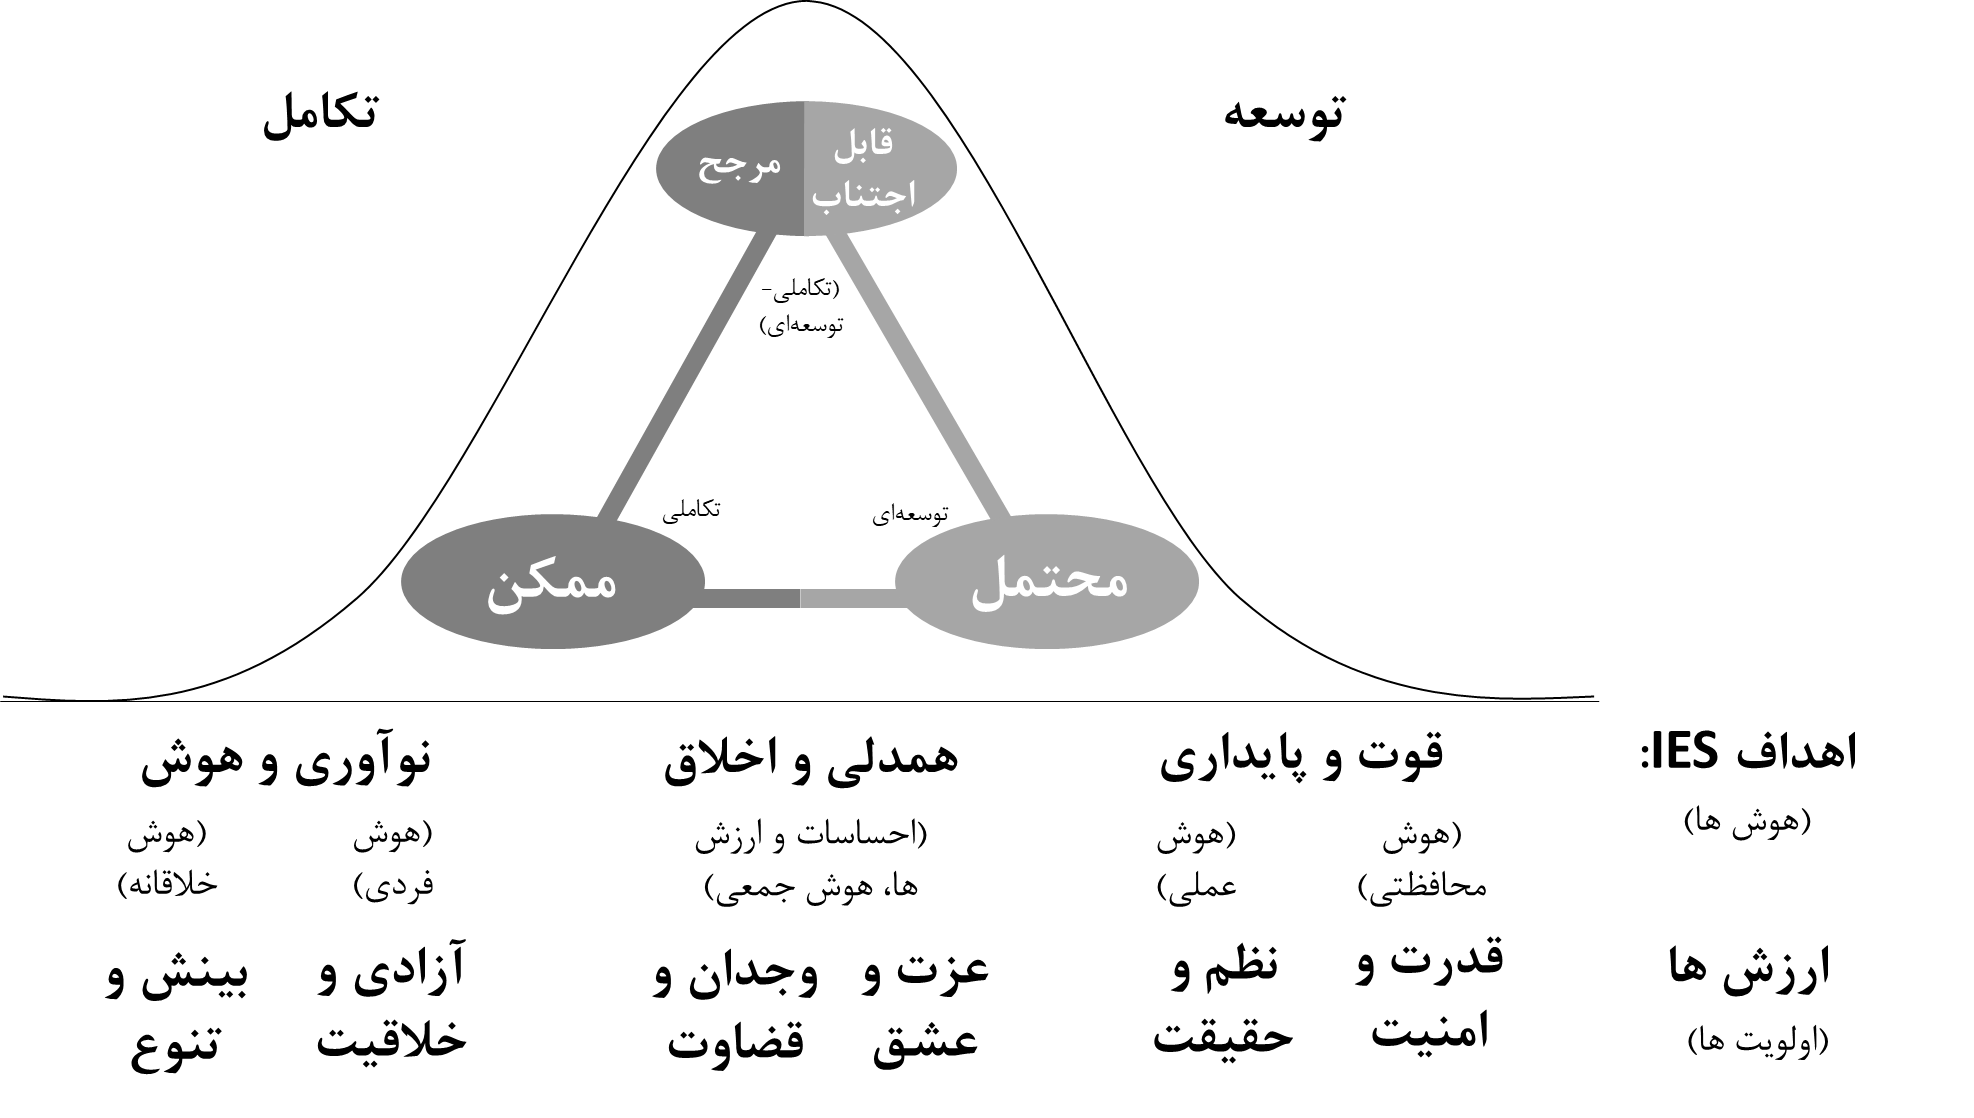 توسعه
تکامل
قابل
اجتناب
مرجح
(تکاملی-
توسعه‌ای)
توسعه‌ای
تکاملی
محتمل
ممکن
اهداف IES:
(هوش ها)
قوت و پایداری
(هوش
محافظتی)
(هوش
عملی)
همدلی و اخلاق
(احساسات و ارزش
ها، هوش جمعی)
نوآوری و هوش
(هوش
فردی)
(هوش
خلاقانه)
ارزش ها
(اولویت ها)
قدرت و
امنیت
نظم و
حقیقت
عزت و
عشق
وجدان و
قضاوت
آزادی و
خلاقیت
بینش و
تنوع